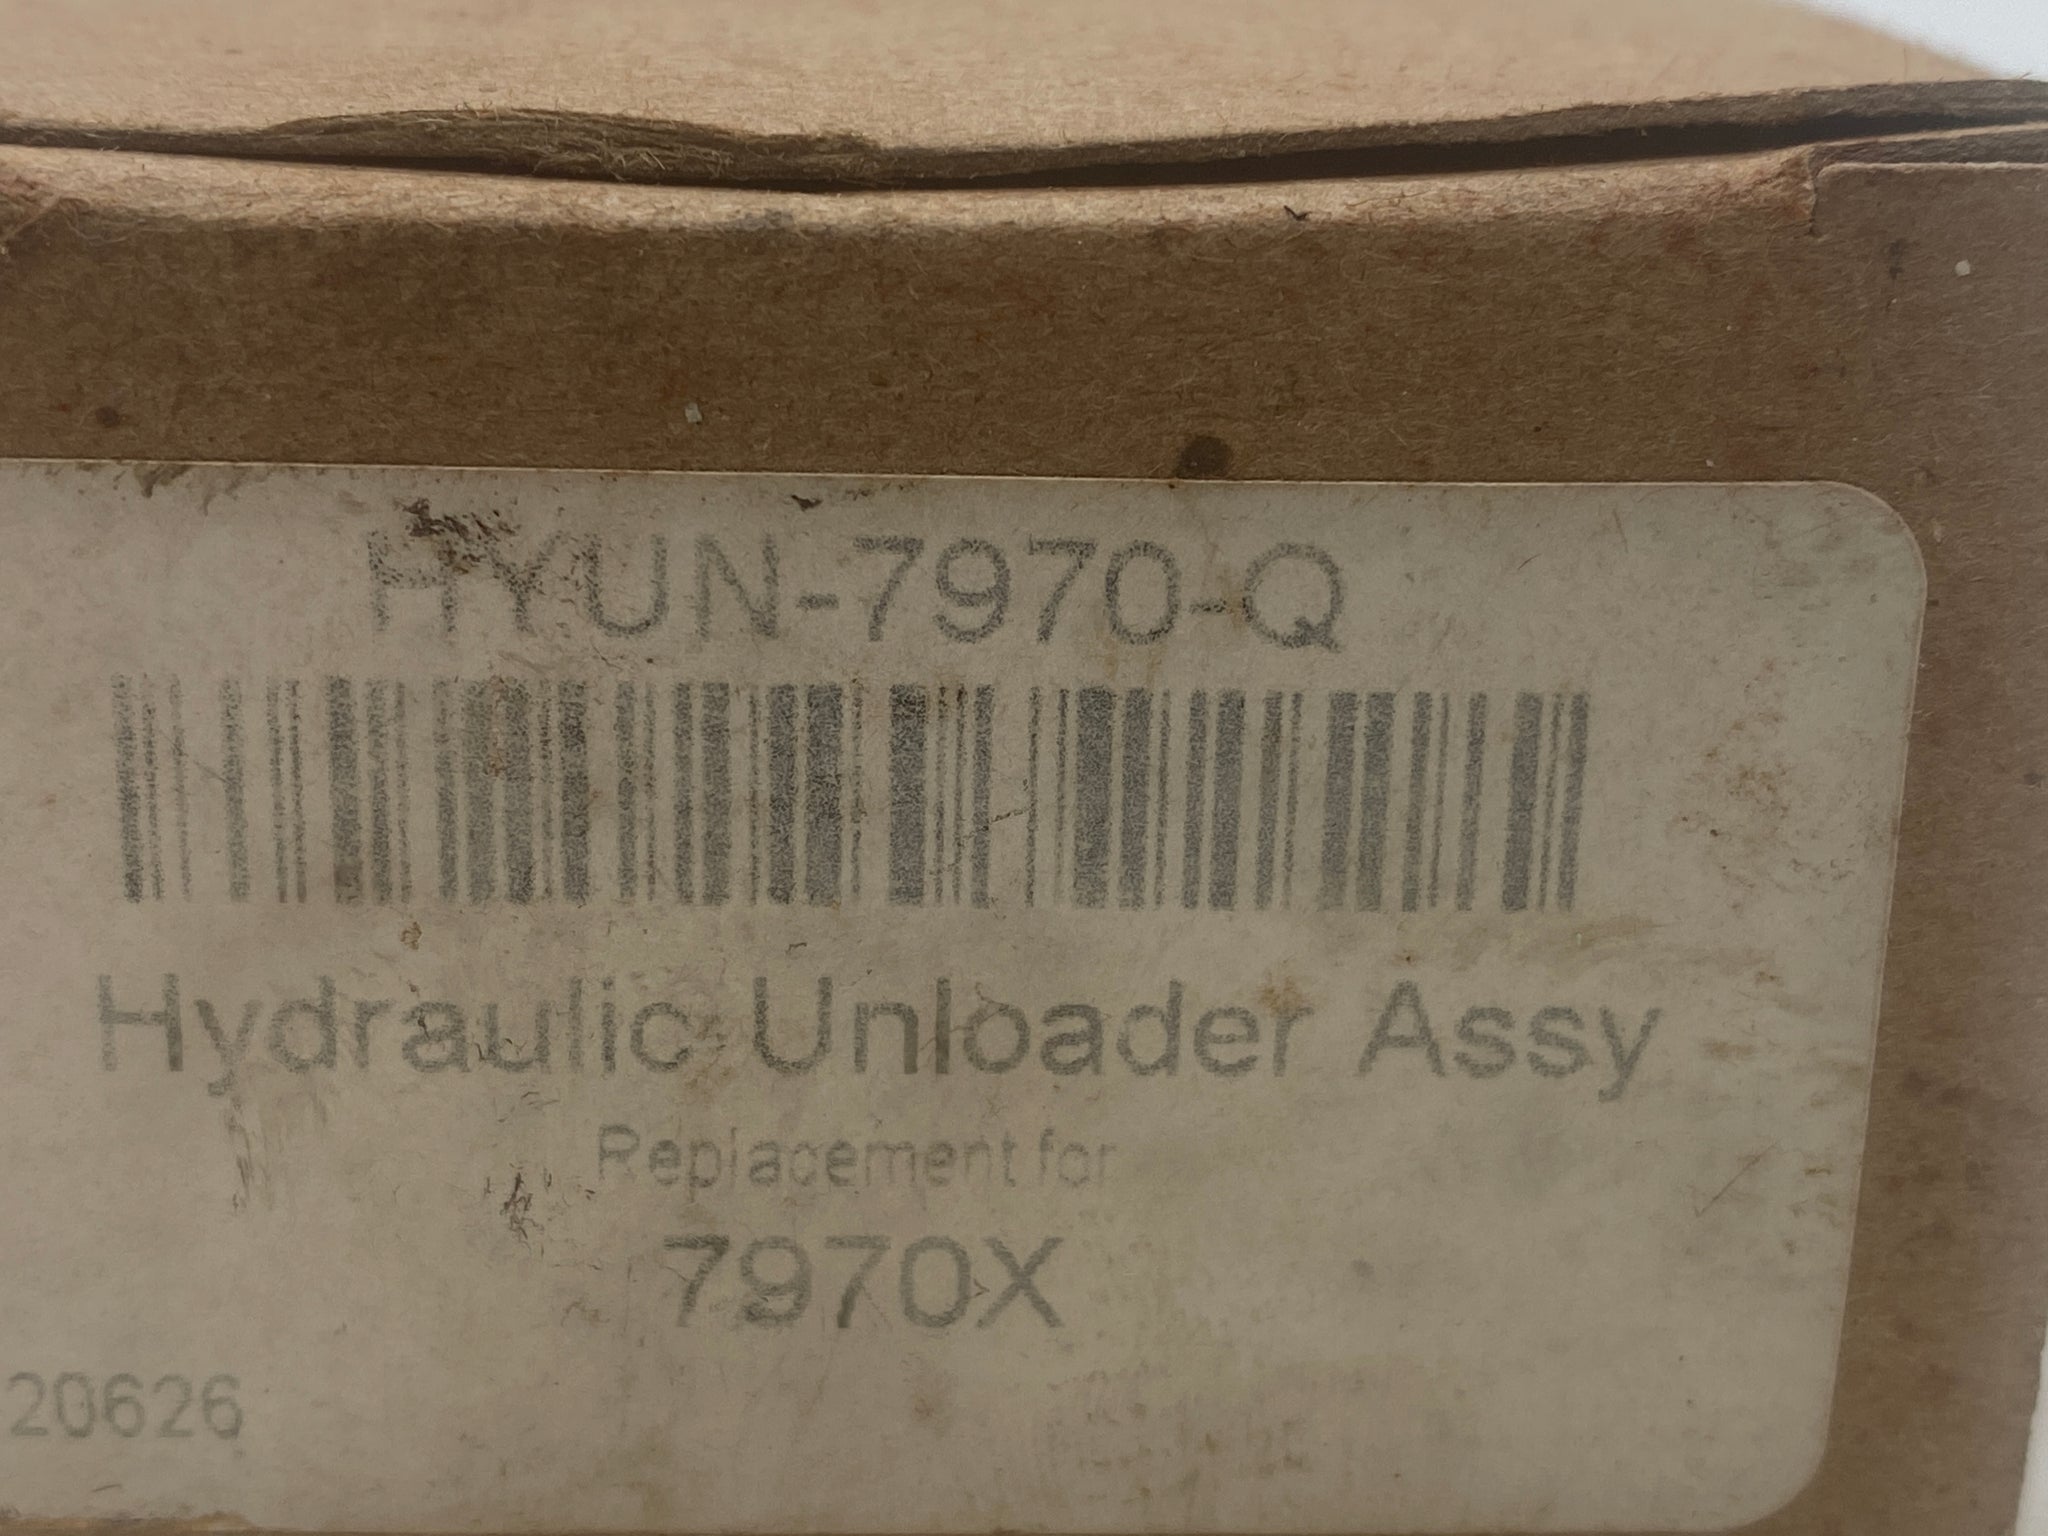 HYUN-7970-Q
Hydraulic Unloader Assy
Replacement for
7970X
20626